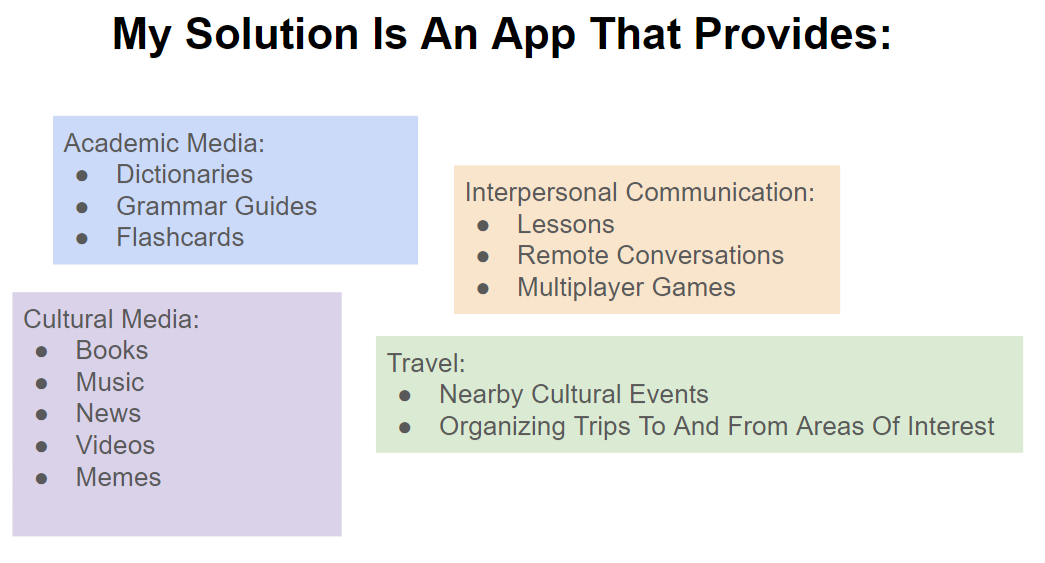 My Solution Is An App That Provides:
Academic Media:
● Dictionaries
● Grammar Guides
● Flashcards
Interpersonal Communication:
● Lessons
● Remote Conversations
● Multiplayer Games
Cultural Media:
● Books
● Music
● News
● Videos
● Memes
Travel:
● Nearby Cultural Events
● Organizing Trips To And From Areas Of Interest